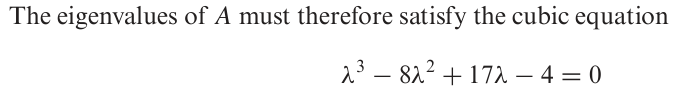 The eigenvalues of A must therefore satisfy the cubic equation
λ³ − 8λ² + 17λ − 4 = 0